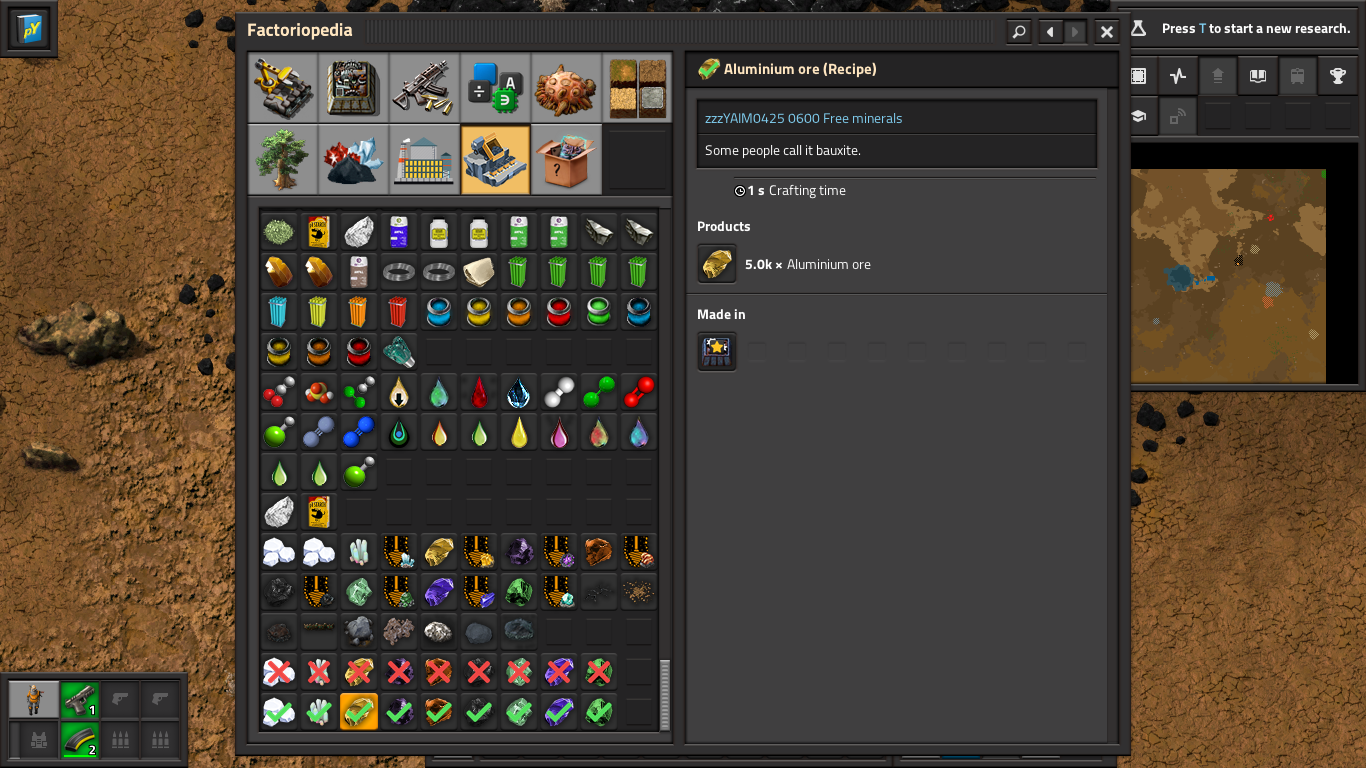 pY
Factoriopedia
Press T to start a new research.
Aluminium ore (Recipe)
zzzYAIM0425 0600 Free minerals
Some people call it bauxite.
1 s Crafting time
Products
5.0k × Aluminium ore
Made in
1
2